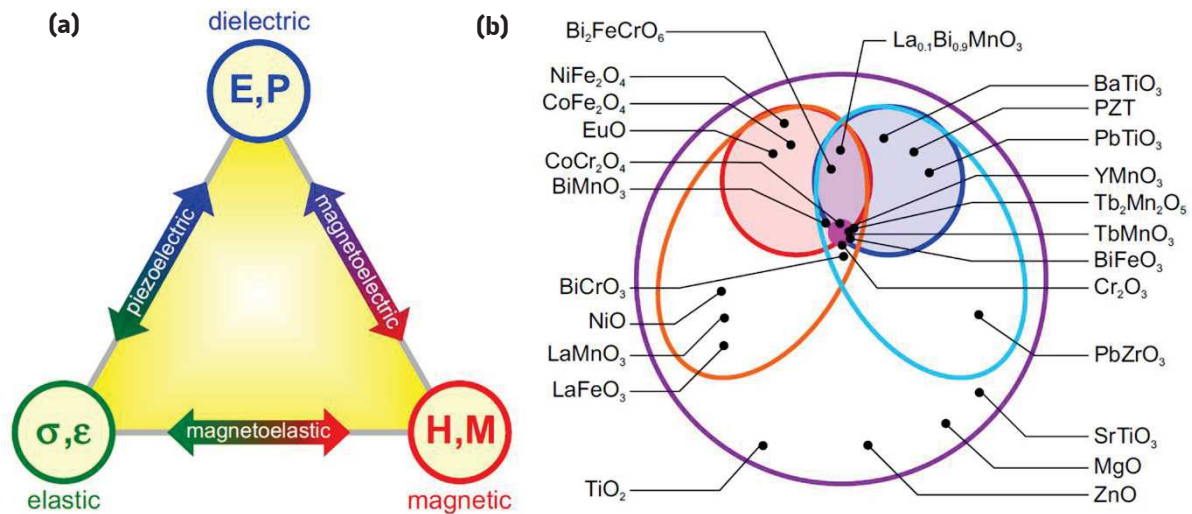 (a)
dielectric
E,P
piezoelectric
magnetoelectric
σ,ε
magnetoelastic
H,M
elastic
magnetic
(b)
Bi₂FeCrO₆
NiFe₂O₄
CoFe₂O₄
EuO
CoCr₂O₄
BiMnO₃
BiCrO₃
NiO
LaMnO₃
LaFeO₃
TiO₂
La₀.₁Bi₀.₉MnO₃
BaTiO₃
PZT
PbTiO₃
YMnO₃
Tb₂Mn₂O₅
TbMnO₃
BiFeO₃
Cr₂O₃
PbZrO₃
SrTiO₃
MgO
ZnO